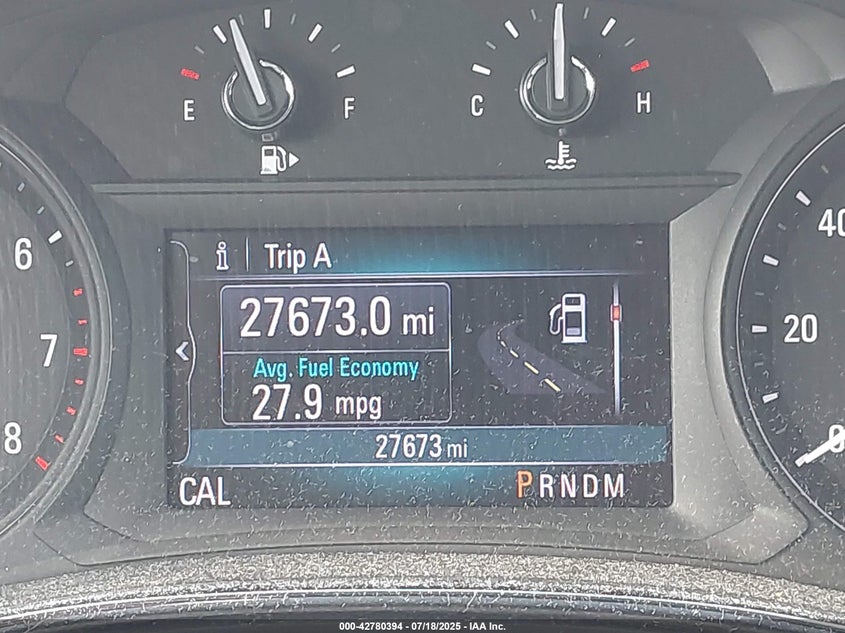 E F C H
6
7
8
40
20
0
i Trip A
27673.0 mi
Avg. Fuel Economy
27.9 mpg
27673 mi
CAL PRNDM
000-42780394 - 07/18/2025 - IAA Inc.